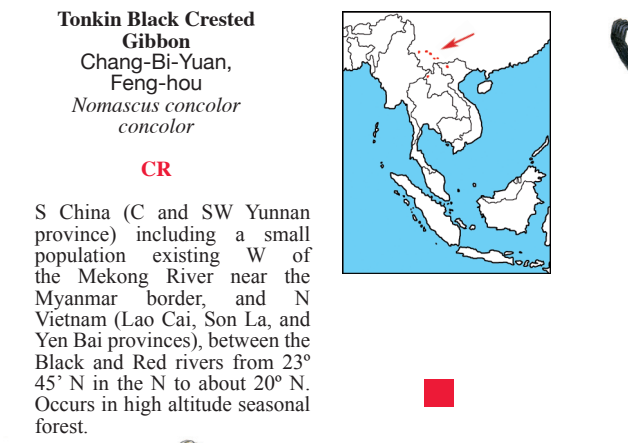 Tonkin Black Crested
Gibbon
Chang-Bi-Yuan,
Feng-hou
Nomascus concolor
concolor
CR
S China (C and SW Yunnan
province) including a small
population existing W of
the Mekong River near the
Myanmar border, and N
Vietnam (Lao Cai, Son La, and
Yen Bai provinces), between the
Black and Red rivers from 23º
45’ N in the N to about 20º N.
Occurs in high altitude seasonal
forest.